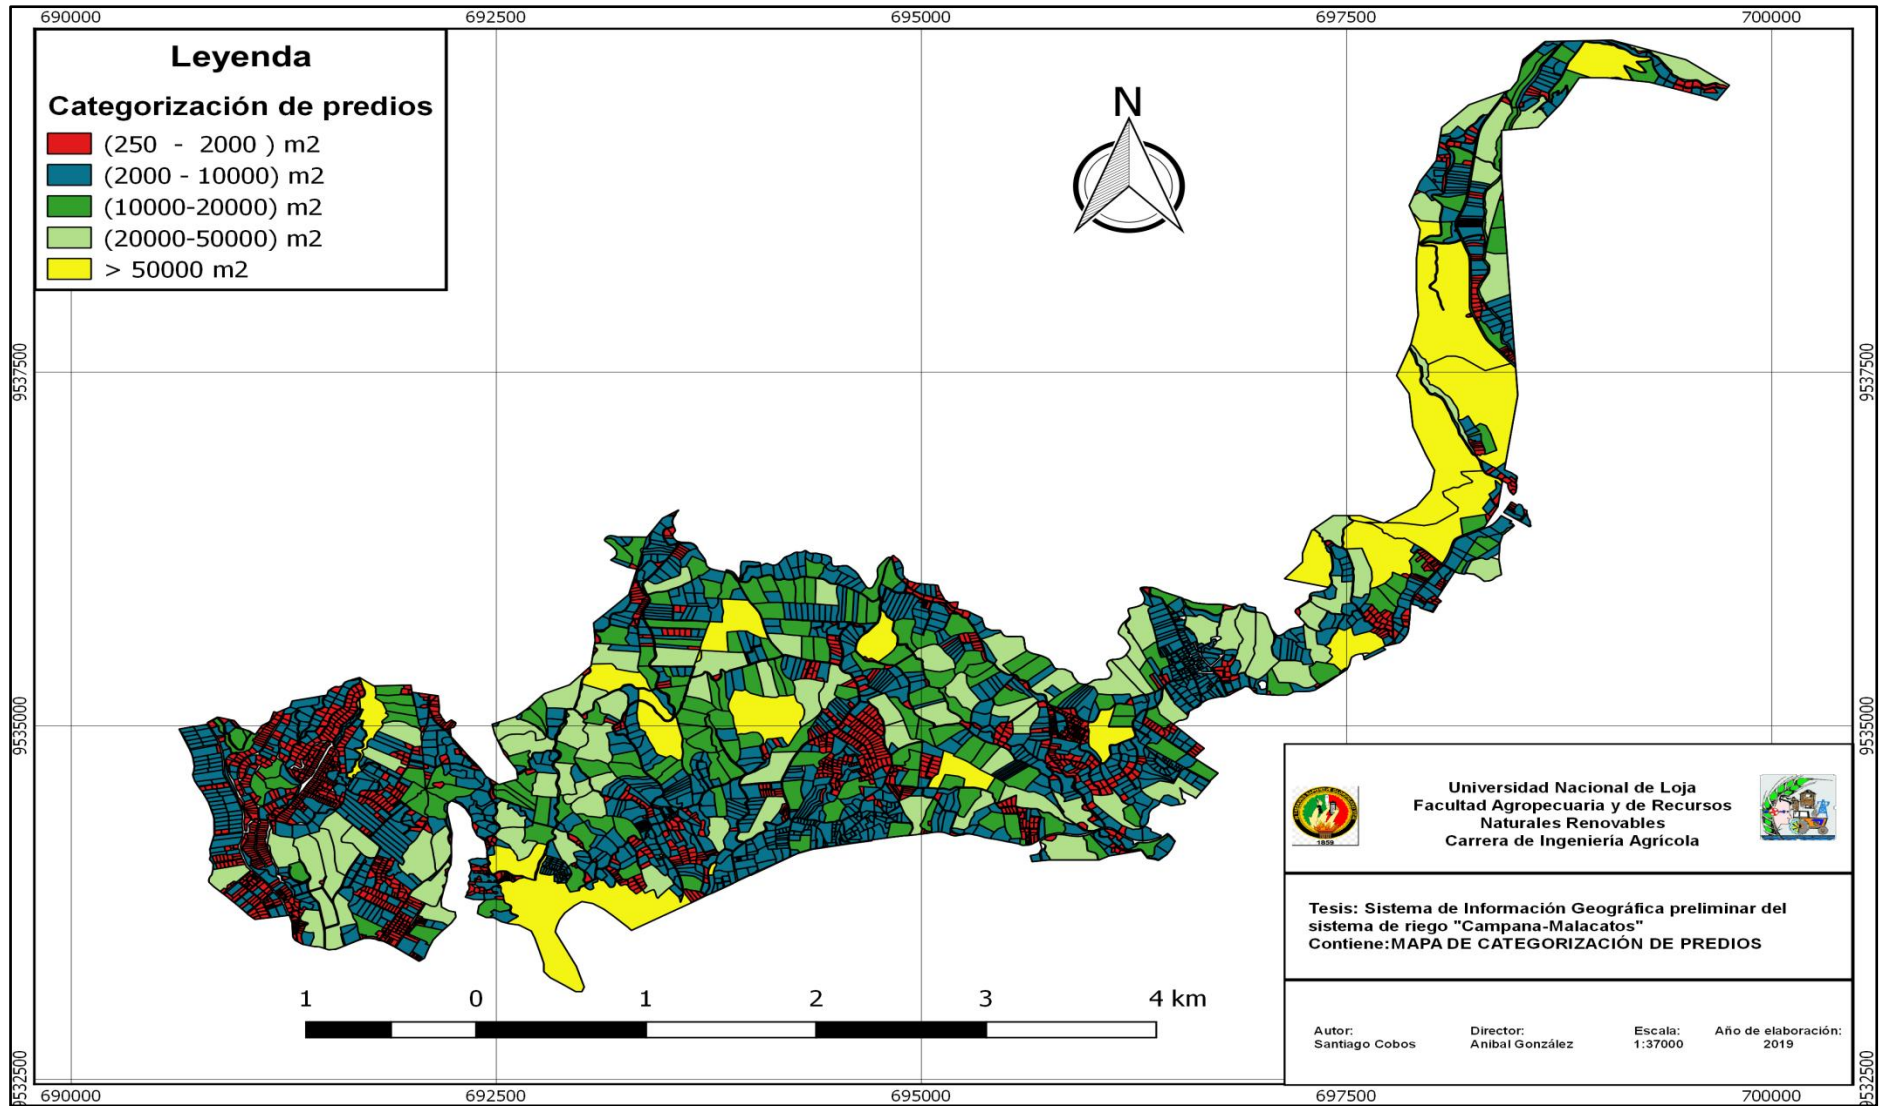 690000
692500
695000
697500
700000
Leyenda
Categorización de predios
(250 - 2000 ) m2
(2000 - 10000) m2
(10000-20000) m2
(20000-50000) m2
> 50000 m2
N
9537500
9537500
9535000
9535000
9532500
9532500
1 0 1 2 3 4 km
Universidad Nacional de Loja
Facultad Agropecuaria y de Recursos
Naturales Renovables
Carrera de Ingeniería Agrícola
1859
Tesis: Sistema de Información Geográfica preliminar del
sistema de riego "Campana-Malacatos"
Contiene:MAPA DE CATEGORIZACIÓN DE PREDIOS
Autor:
Santiago Cobos
Director:
Anibal González
Escala:
1:37000
Año de elaboración:
2019
690000
692500
695000
697500
700000